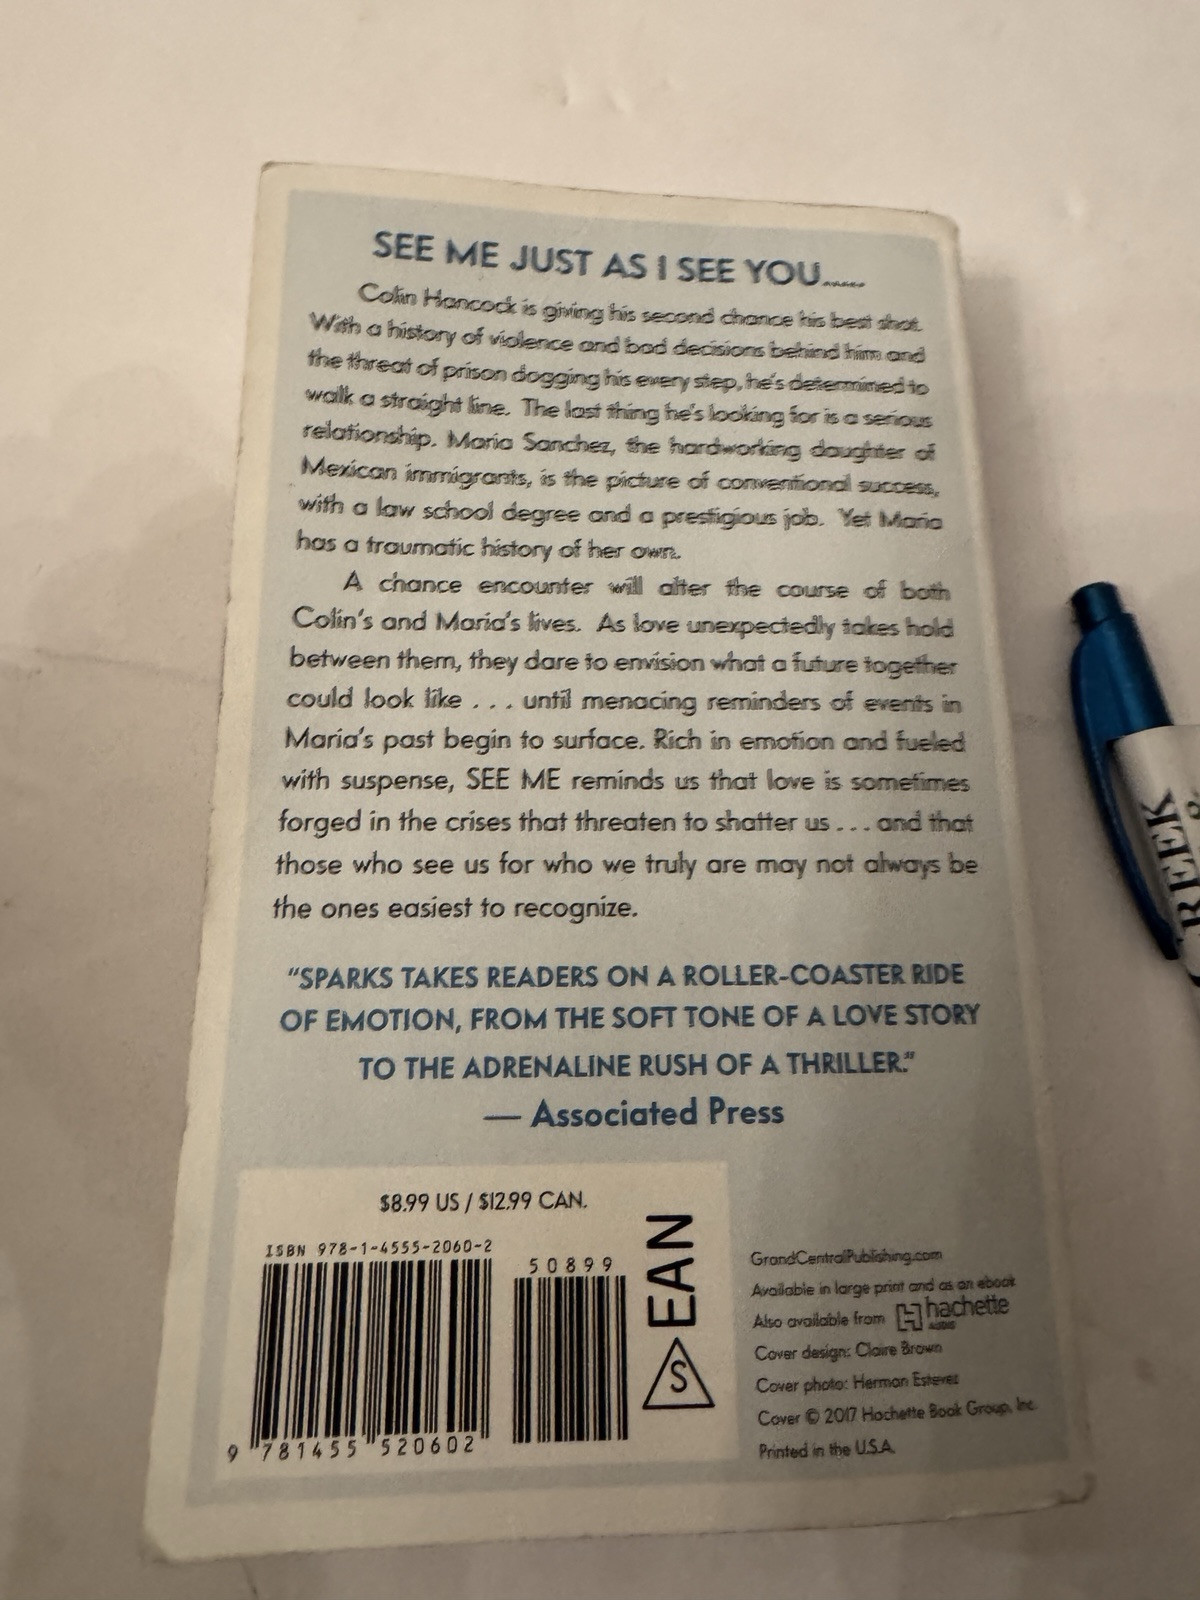 SEE ME JUST AS I SEE YOU.....
Colin Hancock is giving his second chance his best shot.
With a history of violence and bad decisions behind him and
the threat of prison dogging his every step, he's determined to
walk a straight line. The last thing he's looking for is a serious
relationship. Maria Sanchez, the hardworking daughter of
Mexican immigrants, is the picture of conventional success,
with a law school degree and a prestigious job. Yet Maria
has a traumatic history of her own.
A chance encounter will alter the course of both
Colin's and Maria's lives. As love unexpectedly takes hold
between them, they dare to envision what a future together
could look like . . . until menacing reminders of events in
Maria's past begin to surface. Rich in emotion and fueled
with suspense, SEE ME reminds us that love is sometimes
forged in the crises that threaten to shatter us . . . and that
those who see us for who we truly are may not always be
the ones easiest to recognize.
"SPARKS TAKES READERS ON A ROLLER-COASTER RIDE
OF EMOTION, FROM THE SOFT TONE OF A LOVE STORY
TO THE ADRENALINE RUSH OF A THRILLER."
— Associated Press
$8.99 US / $12.99 CAN.
ISBN 978-1-4555-2060-2
50899
9 781455 520602
EAN
S
GrandCentralPublishing.com
Available in large print and as an ebook
Also available from hachette
AUDIO
Cover design: Claire Brown
Cover photo: Herman Estevez
Cover © 2017 Hachette Book Group, Inc.
Printed in the U.S.A.